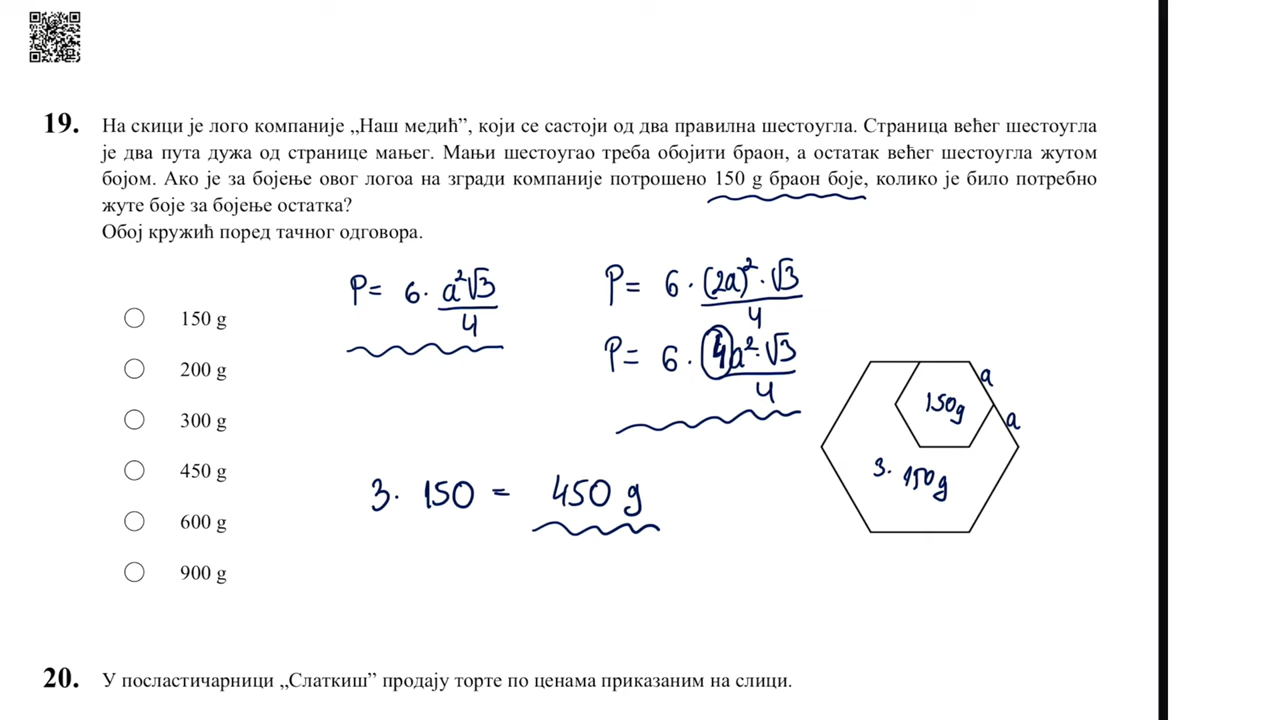 19. На скици је лого компаније „Наш медић”, који се састоји од два правилна шестоугла. Страница већег шестоугла
је два пута дужа од странице мањег. Мањи шестоугао треба обојити браон, а остатак већег шестоугла жутом
бојом. Ако је за бојење овог логоа на згради компаније потрошено 150 g браон боје, колико је било потребно
жуте боје за бојење остатка?
Обој кружић поред тачног одговора.
P = 6 · a²√3 / 4
P = 6 · (2a)² · √3 / 4
P = 6 · 4a² · √3 / 4
150 g
200 g
300 g
450 g
600 g
900 g
a
150g
a
3. 150g
3. 150 = 450 g
20. У посластичарници „Слаткиш” продају торте по ценама приказаним на слици.